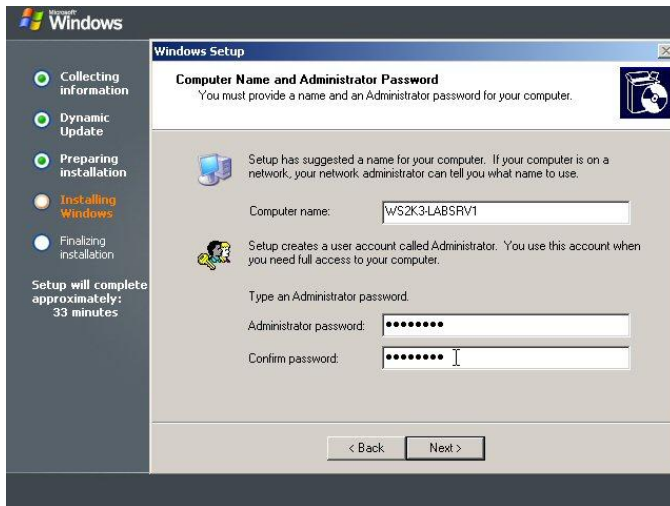 Microsoft
Windows
Collecting
information
Dynamic
Update
Preparing
installation
Installing
Windows
Finalizing
installation
Setup will complete
approximately:
33 minutes
Windows Setup
Computer Name and Administrator Password
You must provide a name and an Administrator password for your computer.
Setup has suggested a name for your computer. If your computer is on a
network, your network administrator can tell you what name to use.
Computer name: WS2K3-LABSRV1
Setup creates a user account called Administrator. You use this account when
you need full access to your computer.
Type an Administrator password.
Administrator password: ••••••••
Confirm password: ••••••••
< Back
Next >